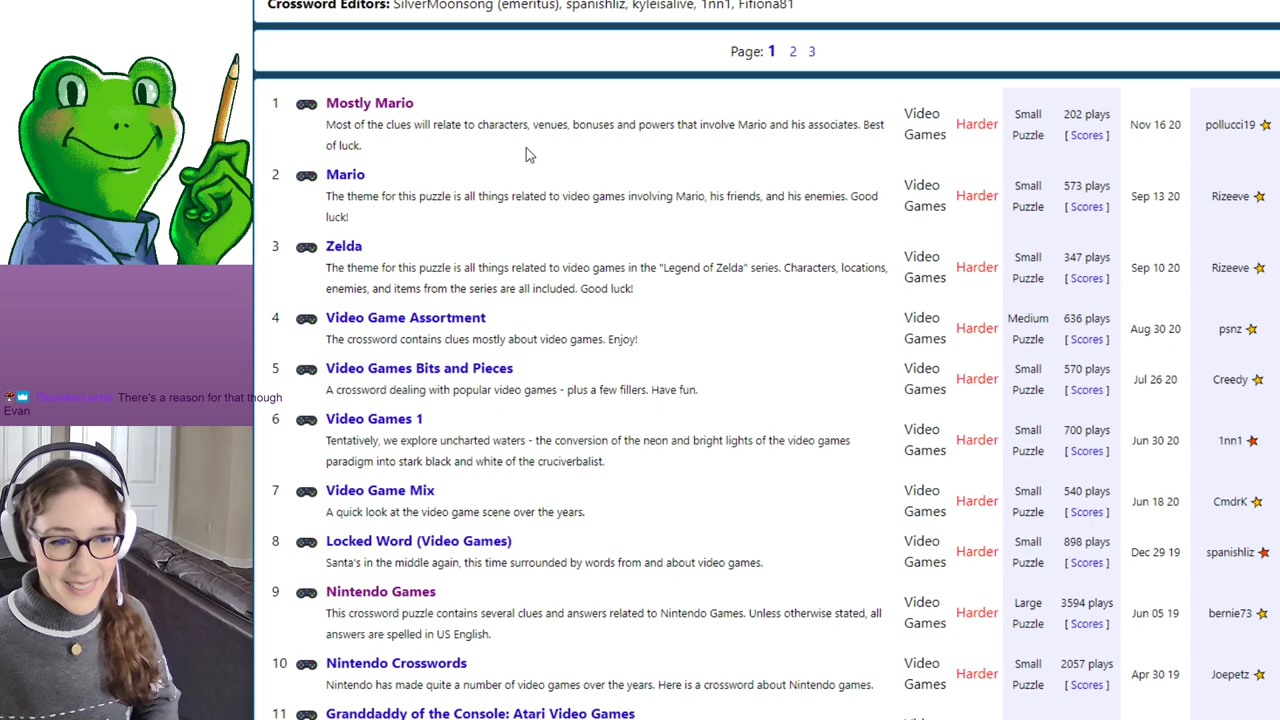 Crossword Editors: SilverMoonsong (emeritus), spanishliz, kyleisalive, 1nn1, Fifiona81
Page: 1 2 3
1 Mostly Mario
Most of the clues will relate to characters, venues, bonuses and powers that involve Mario and his associates. Best
of luck.
Video
Games
Harder
Small
Puzzle
202 plays
[ Scores ]
Nov 16 20
pollucci19
2 Mario
The theme for this puzzle is all things related to video games involving Mario, his friends, and his enemies. Good
luck!
Video
Games
Harder
Small
Puzzle
573 plays
[ Scores ]
Sep 13 20
Rizeeve
3 Zelda
The theme for this puzzle is all things related to video games in the "Legend of Zelda" series. Characters, locations,
enemies, and items from the series are all included. Good luck!
Video
Games
Harder
Small
Puzzle
347 plays
[ Scores ]
Sep 10 20
Rizeeve
4 Video Game Assortment
The crossword contains clues mostly about video games. Enjoy!
Video
Games
Harder
Medium
Puzzle
636 plays
[ Scores ]
Aug 30 20
psnz
5 Video Games Bits and Pieces
A crossword dealing with popular video games - plus a few fillers. Have fun.
Video
Games
Harder
Small
Puzzle
570 plays
[ Scores ]
Jul 26 20
Creedy
There's a reason for that though
Evan
6 Video Games 1
Tentatively, we explore uncharted waters - the conversion of the neon and bright lights of the video games
paradigm into stark black and white of the cruciverbalist.
Video
Games
Harder
Small
Puzzle
700 plays
[ Scores ]
Jun 30 20
1nn1
7 Video Game Mix
A quick look at the video game scene over the years.
Video
Games
Harder
Small
Puzzle
540 plays
[ Scores ]
Jun 18 20
CmdrK
8 Locked Word (Video Games)
Santa's in the middle again, this time surrounded by words from and about video games.
Video
Games
Harder
Small
Puzzle
898 plays
[ Scores ]
Dec 29 19
spanishliz
9 Nintendo Games
This crossword puzzle contains several clues and answers related to Nintendo Games. Unless otherwise stated, all
answers are spelled in US English.
Video
Games
Harder
Large
Puzzle
3594 plays
[ Scores ]
Jun 05 19
bernie73
10 Nintendo Crosswords
Nintendo has made quite a number of video games over the years. Here is a crossword about Nintendo games.
Video
Games
Harder
Small
Puzzle
2057 plays
[ Scores ]
Apr 30 19
Joepetz
11 Granddaddy of the Console: Atari Video Games